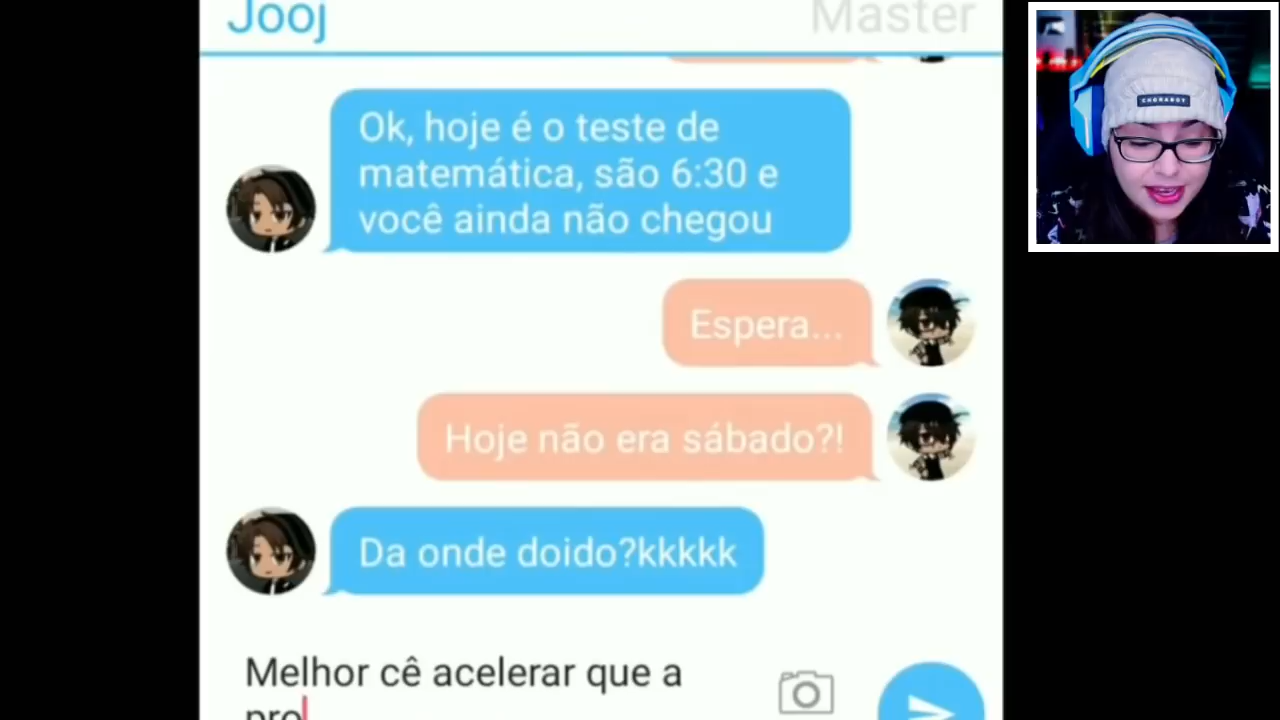 Jooj
Master
Ok, hoje é o teste de
matemática, são 6:30 e
você ainda não chegou
Espera...
Hoje não era sábado?!
Da onde doido?kkkkk
Melhor cê acelerar que a
pro